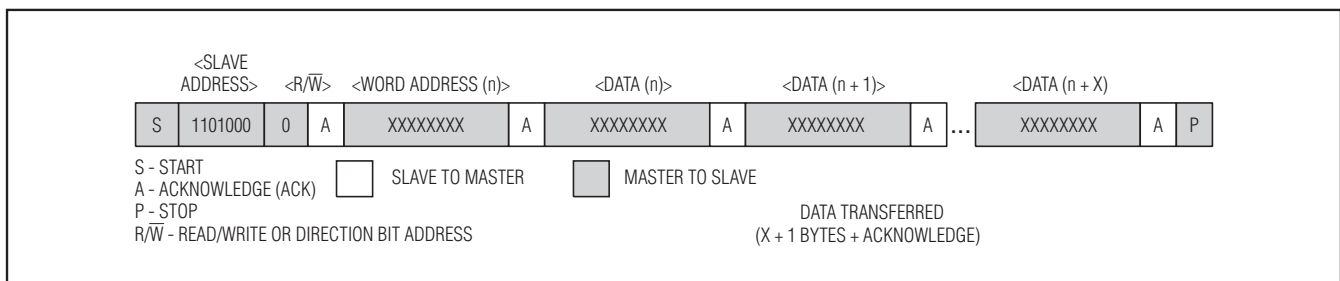 <SLAVE
ADDRESS> <R/W̅> <WORD ADDRESS (n)> <DATA (n)> <DATA (n + 1)> <DATA (n + X)
S 1101000 0 A XXXXXXXX A XXXXXXXX A XXXXXXXX A ... XXXXXXXX A P
S - START
A - ACKNOWLEDGE (ACK) SLAVE TO MASTER MASTER TO SLAVE
P - STOP
R/W̅ - READ/WRITE OR DIRECTION BIT ADDRESS
DATA TRANSFERRED
(X + 1 BYTES + ACKNOWLEDGE)